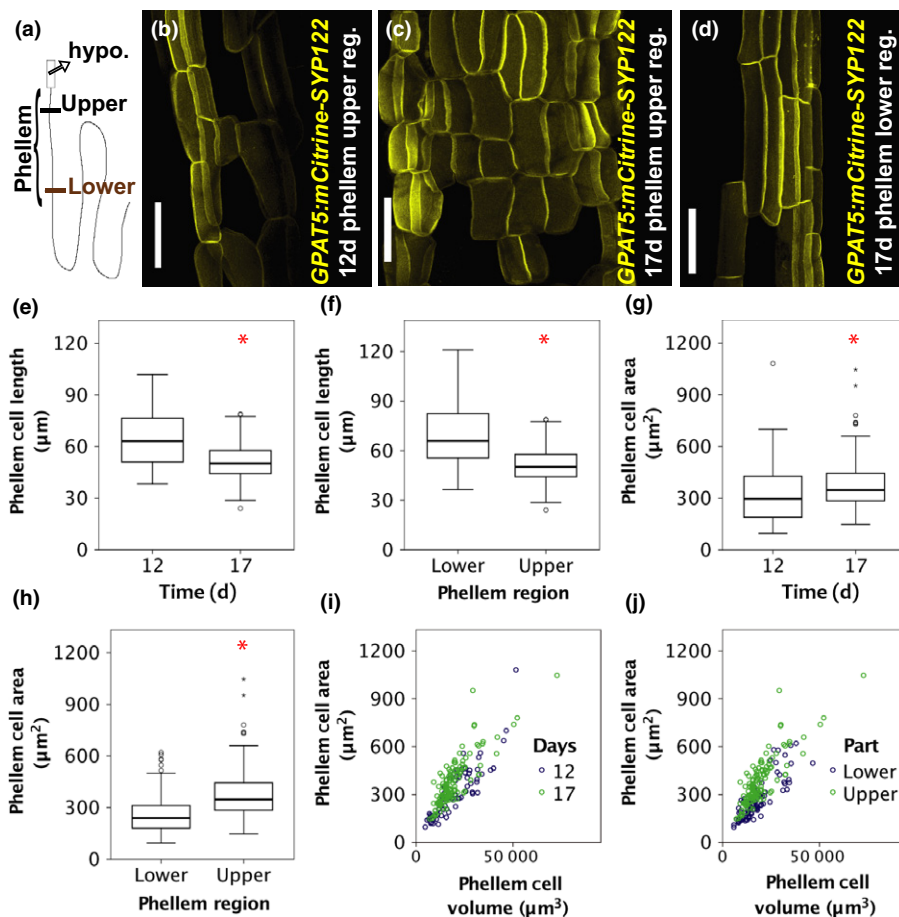 (a)
hypo.
Upper
Phellem
Lower
(b)
GPAT5:mCitrine-SYP122
12d phellem upper reg.
(c)
GPAT5:mCitrine-SYP122
17d phellem upper reg.
(d)
GPAT5:mCitrine-SYP122
17d phellem lower reg.
(e)
Phellem cell length
(µm)
120
90
60
30
0
*
12 17
Time (d)
(f)
Phellem cell length
(µm)
120
90
60
30
0
*
Lower Upper
Phellem region
(g)
Phellem cell area
(µm²)
1200
900
600
300
0
*
12 17
Time (d)
(h)
Phellem cell area
(µm²)
1200
900
600
300
0
*
Lower Upper
Phellem region
(i)
Phellem cell area
(µm²)
1200
900
600
300
0
Days
12
17
0 50 000
Phellem cell
volume (µm³)
(j)
Phellem cell area
(µm²)
1200
900
600
300
0
Part
Lower
Upper
0 50 000
Phellem cell
volume (µm³)